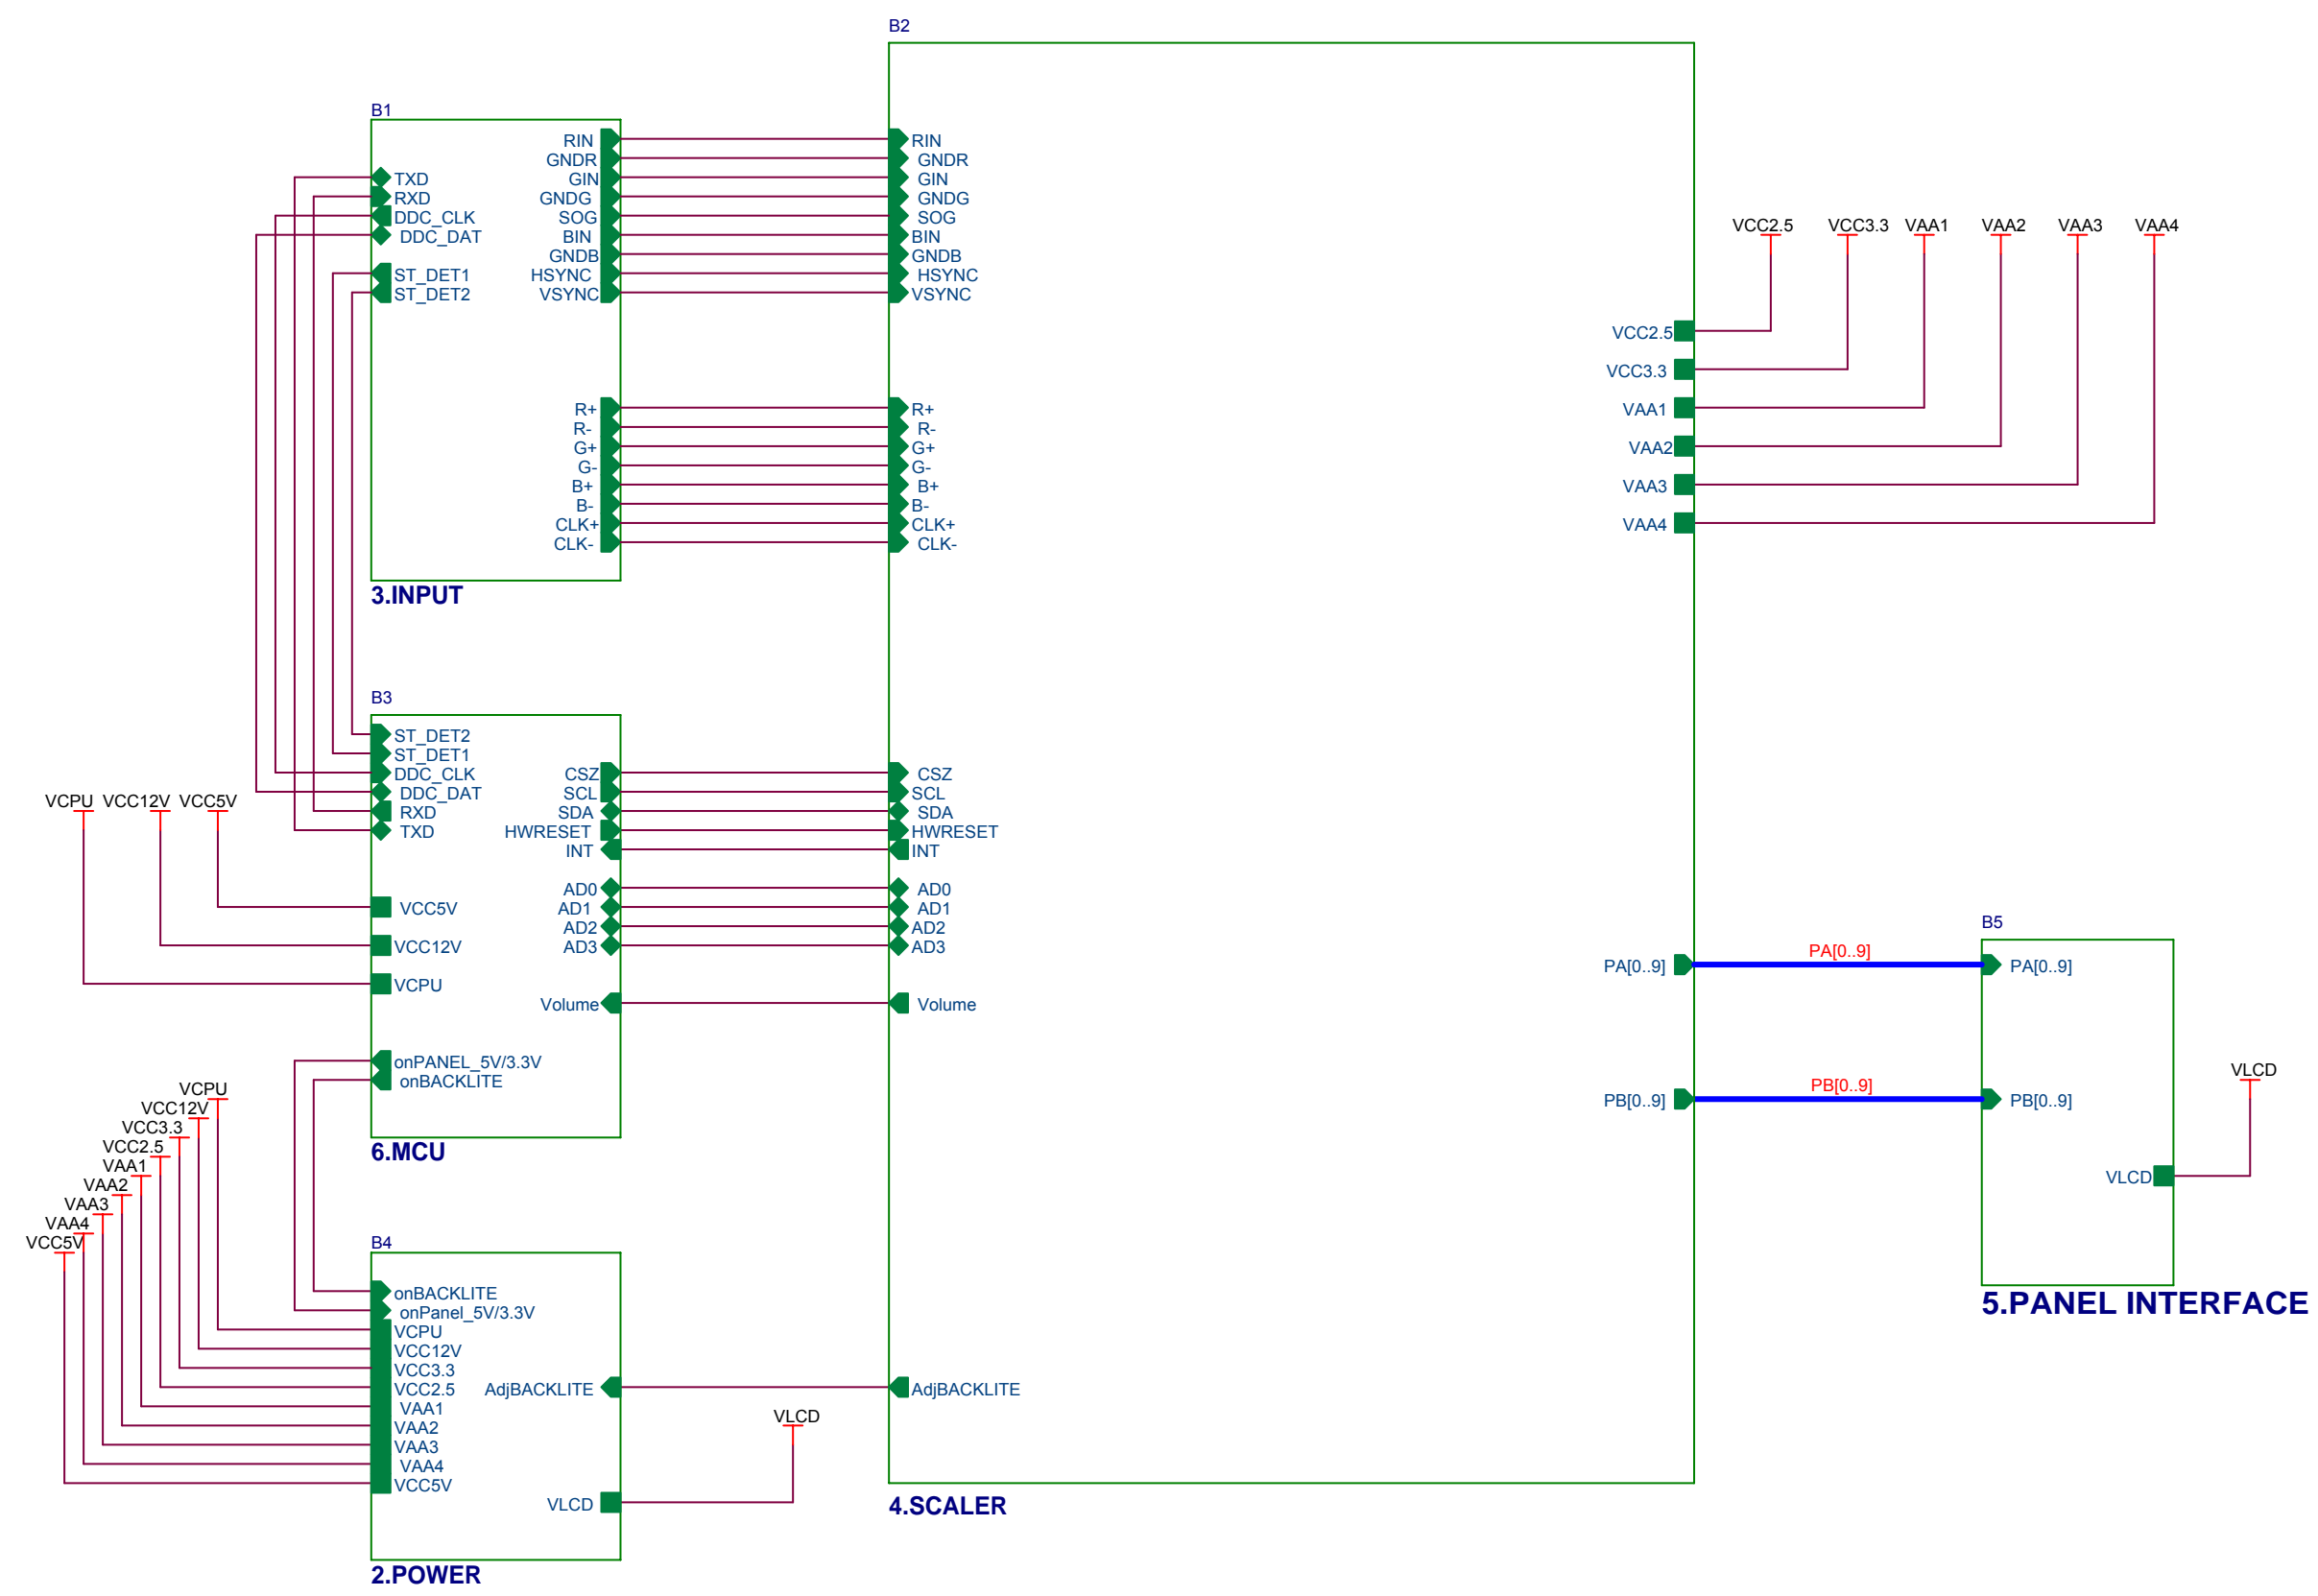 B2
B1
RIN
GNDR
GIN
GNDG
SOG
BIN
GNDB
HSYNC
VSYNC
TXD
RXD
DDC_CLK
DDC_DAT
ST_DET1
ST_DET2
R+
R-
G+
G-
B+
B-
CLK+
CLK-
3.INPUT
RIN
GNDR
GIN
GNDG
SOG
BIN
GNDB
HSYNC
VSYNC
R+
R-
G+
G-
B+
B-
CLK+
CLK-
VCC2.5
VCC3.3
VAA1
VAA2
VAA3
VAA4
VCC2.5
VCC3.3
VAA1
VAA2
VAA3
VAA4
B3
ST_DET2
ST_DET1
DDC_CLK
DDC_DAT
RXD
TXD
VCPU
VCC12V
VCC5V
VCC5V
VCC12V
VCPU
onPANEL_5V/3.3V
onBACKLITE
CSZ
SCL
SDA
HWRESET
INT
AD0
AD1
AD2
AD3
Volume
6.MCU
CSZ
SCL
SDA
HWRESET
INT
AD0
AD1
AD2
AD3
Volume
PA[0..9]
PA[0..9]
B5
PA[0..9]
PB[0..9]
PB[0..9]
PB[0..9]
VLCD
VLCD
5.PANEL INTERFACE
VCPU
VCC12V
VCC3.3
VCC2.5
VAA1
VAA2
VAA3
VAA4
VCC5V
B4
onBACKLITE
onPanel_5V/3.3V
VCPU
VCC12V
VCC3.3
VCC2.5
VAA1
VAA2
VAA3
VAA4
VCC5V
AdjBACKLITE
VLCD
VLCD
AdjBACKLITE
4.SCALER
2.POWER